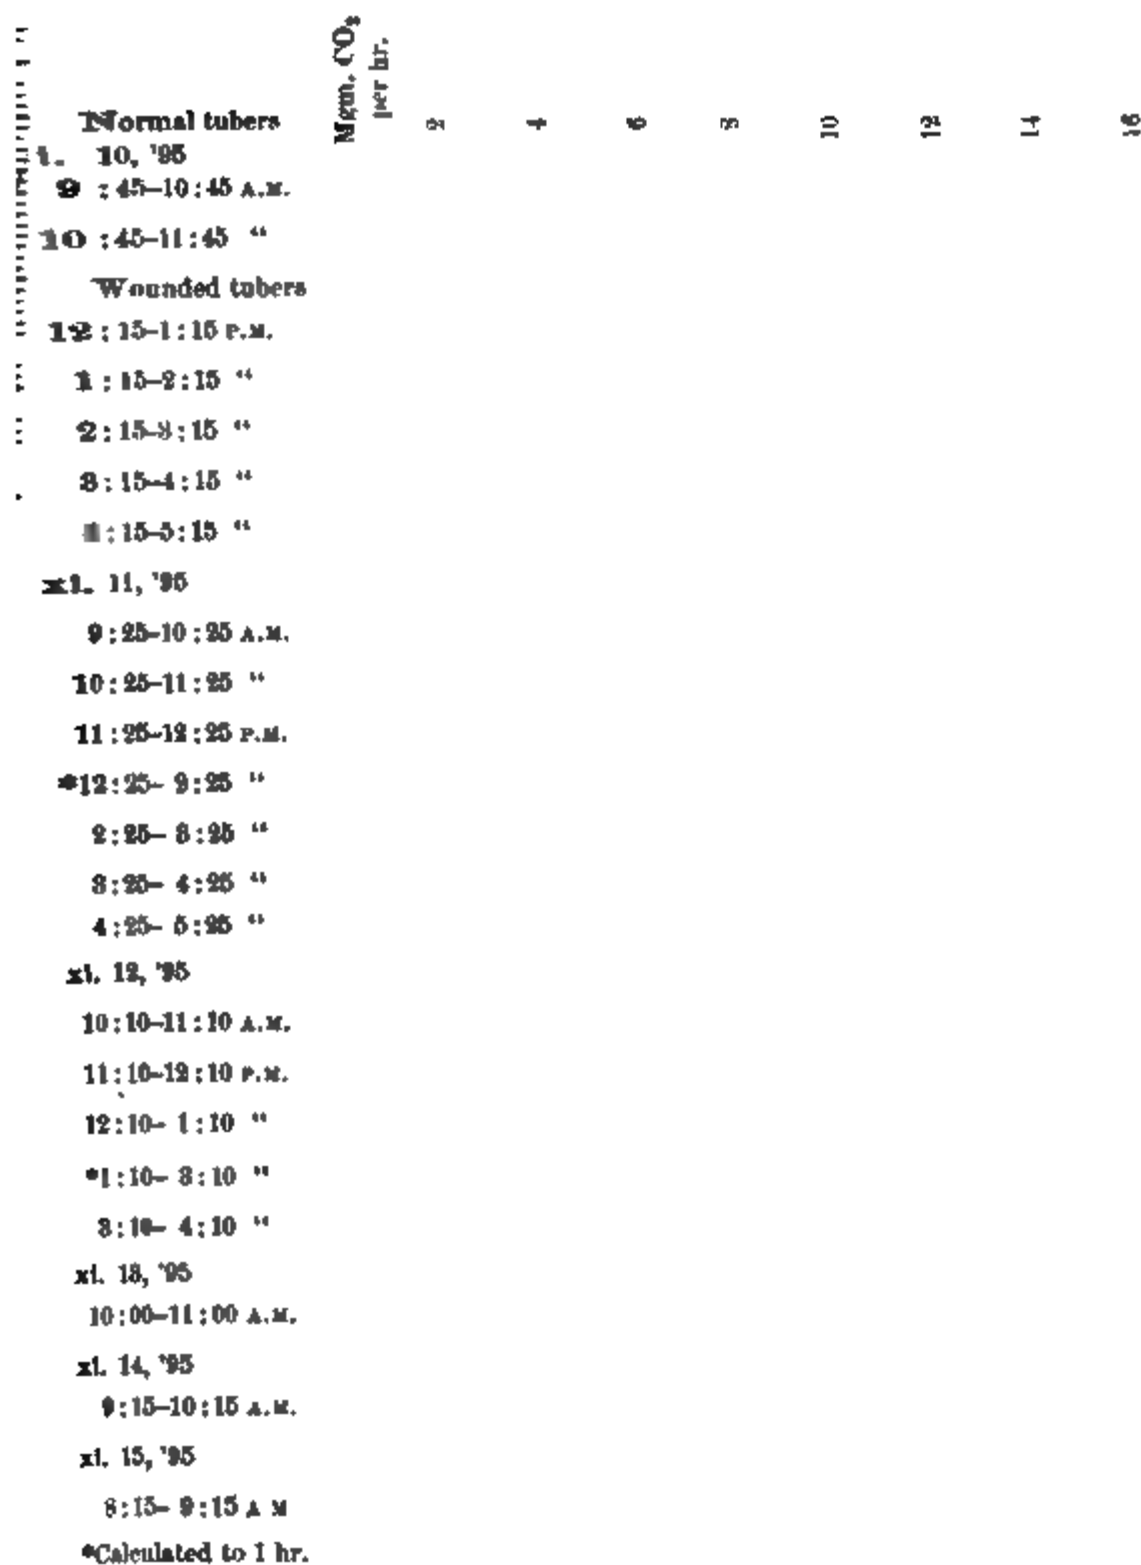 Mgm. CO₂
per hr.
2 4 6 8 10 12 14 16
Normal tubers
10, '95
9 : 45–10 : 45 A.M.
10 : 45–11 : 45 "
Wounded tubers
12 : 15–1 : 15 P.M.
1 : 15–2 : 15 "
2 : 15–3 : 15 "
3 : 15–4 : 15 "
: 15–5 : 15 "
xi. 11, '95
9 : 25–10 : 25 A.M.
10 : 25–11 : 25 "
11 : 25–12 : 25 P.M.
*12 : 25– 2 : 25 "
2 : 25– 3 : 25 "
3 : 25– 4 : 25 "
4 : 25– 5 : 25 "
xi. 12, '95
10 : 10–11 : 10 A.M.
11 : 10–12 : 10 P.M.
12 : 10– 1 : 10 "
*1 : 10– 3 : 10 "
3 : 10– 4 : 10 "
xi. 13, '95
10 : 00–11 : 00 A.M.
xi. 14, '95
9 : 15–10 : 15 A.M.
xi. 15, '95
8 : 15– 9 : 15 A M
*Calculated to 1 hr.